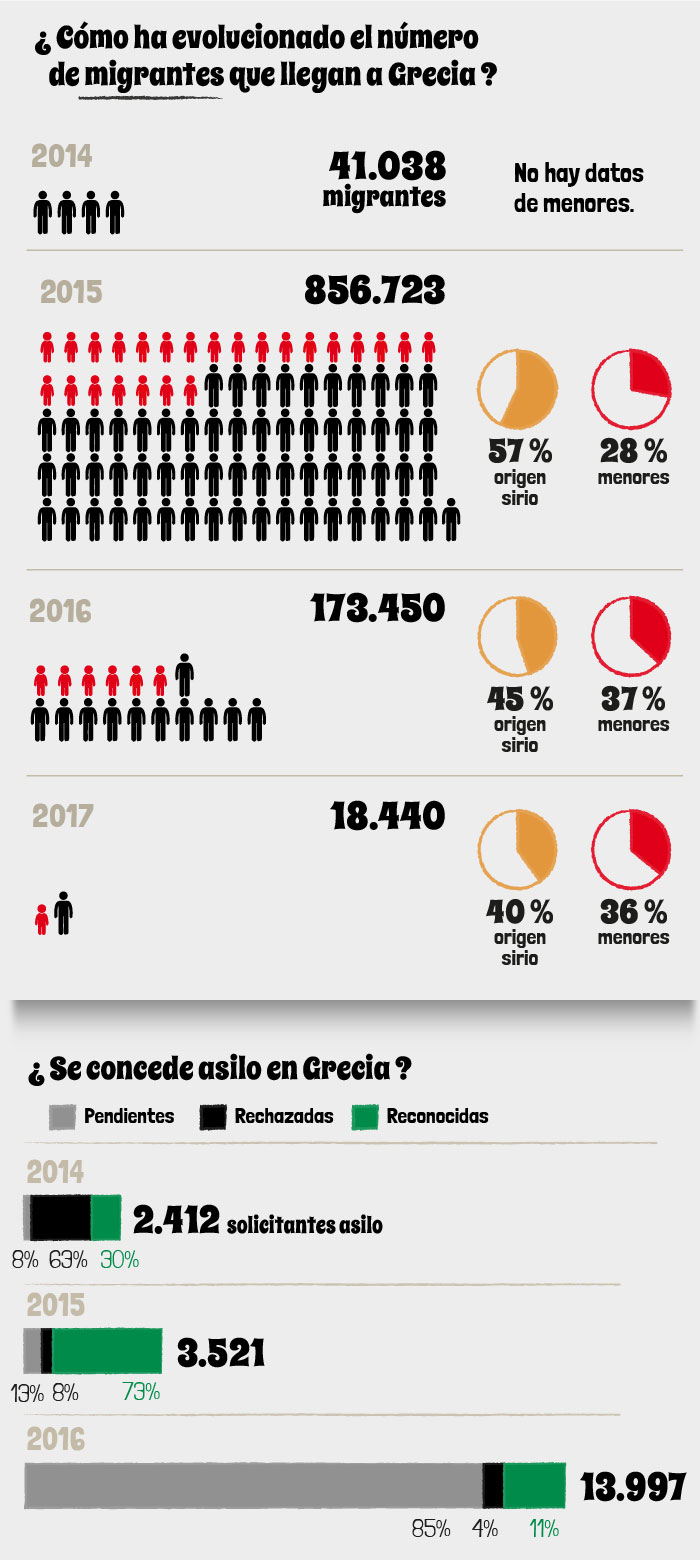 ¿ Cómo ha evolucionado el número
de migrantes que llegan a Grecia ?
2014
41.038
migrantes
No hay datos
de menores.
2015
856.723
57 %
origen
sirio
28 %
menores
2016
173.450
45 %
origen
sirio
37 %
menores
2017
18.440
40 %
origen
sirio
36 %
menores
¿ Se concede asilo en Grecia ?
Pendientes Rechazadas Reconocidas
2014
2.412 solicitantes asilo
8% 63% 30%
2015
3.521
13% 8% 73%
2016
13.997
85% 4% 11%